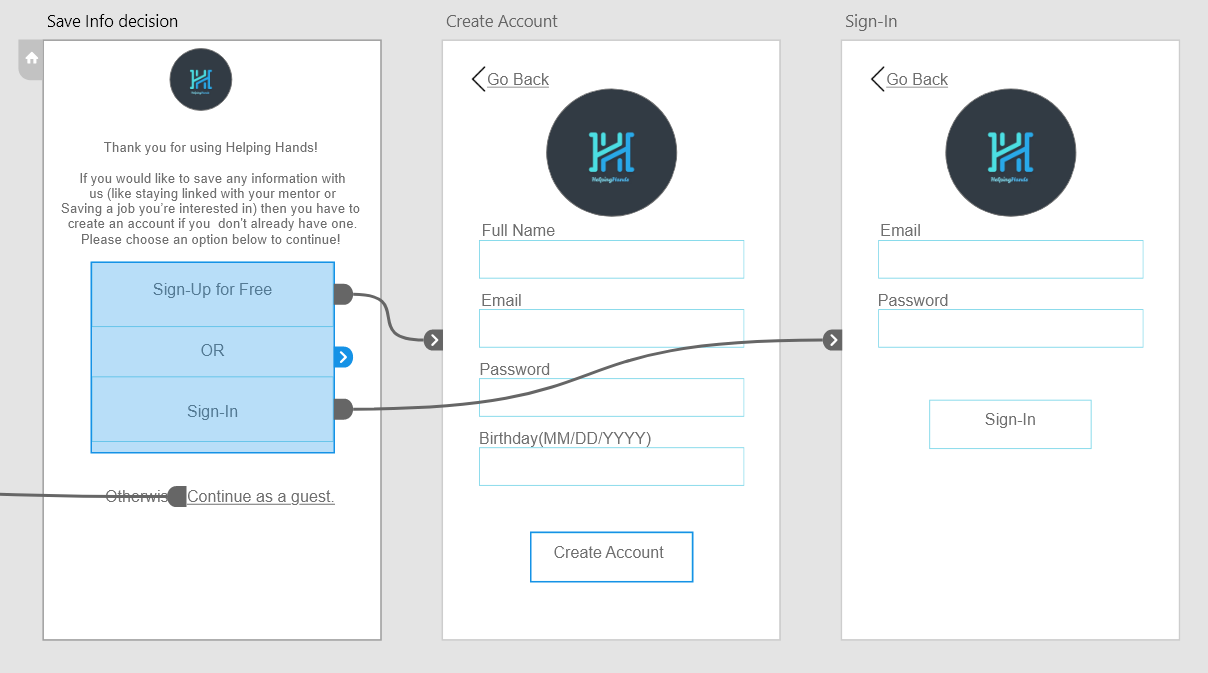 Save Info decision
Thank you for using Helping Hands!
If you would like to save any information with
us (like staying linked with your mentor or
Saving a job you're interested in) then you have to
create an account if you  don't already have one.
Please choose an option below to continue!
Sign-Up for Free
OR
Sign-In
Otherwis Continue as a guest.
Create Account
Go Back
HelpingHands
Full Name
Email
Password
Birthday(MM/DD/YYYY)
Create Account
Sign-In
Go Back
HelpingHands
Email
Password
Sign-In